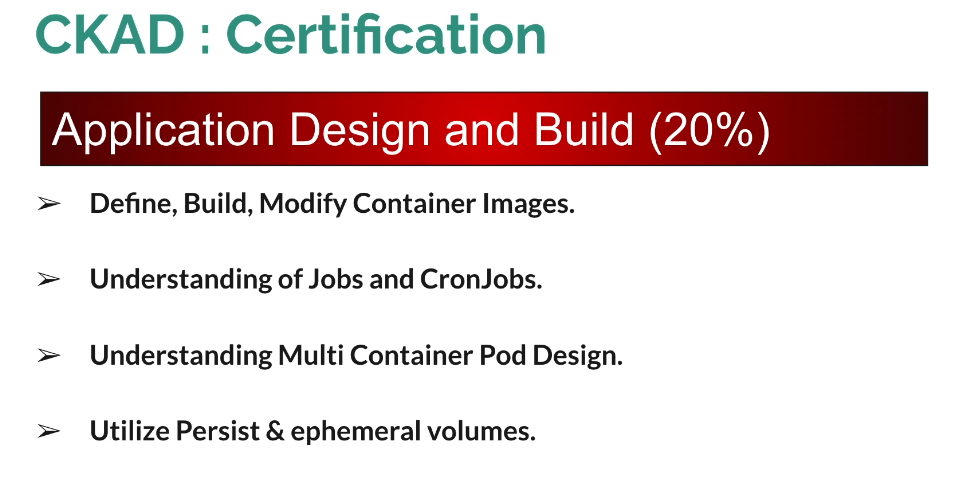 CKAD : Certification
Application Design and Build (20%)
➢ Define, Build, Modify Container Images.
➢ Understanding of Jobs and CronJobs.
➢ Understanding Multi Container Pod Design.
➢ Utilize Persist & ephemeral volumes.